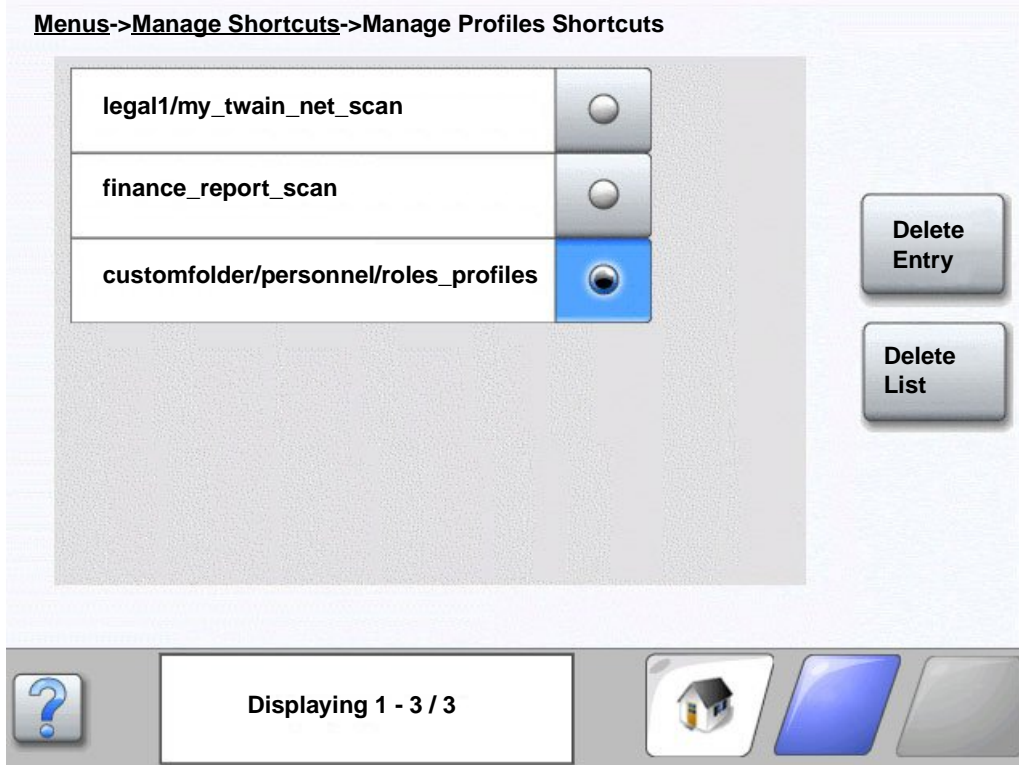 Menus->Manage Shortcuts->Manage Profiles Shortcuts
legal1/my_twain_net_scan
finance_report_scan
customfolder/personnel/roles_profiles
Delete
Entry
Delete
List
?
Displaying 1 - 3 / 3